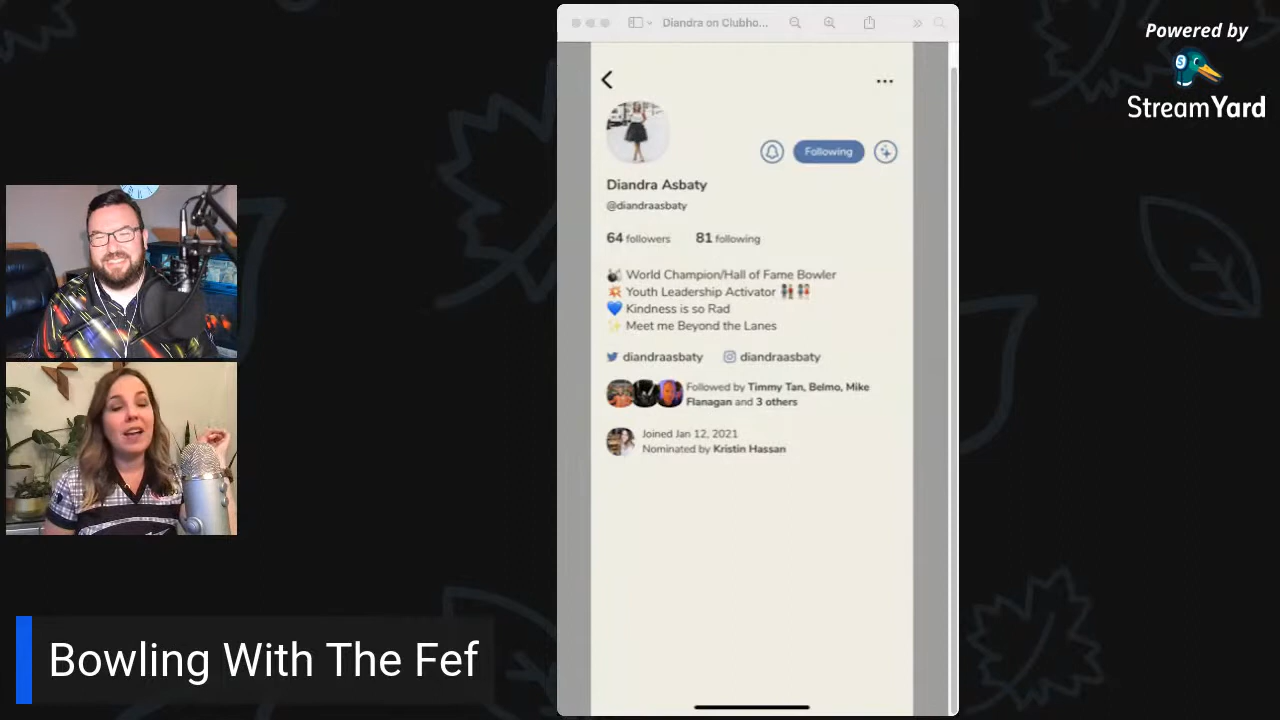 Diandra on Clubho...
Powered by
StreamYard
Following
Diandra Asbaty
@diandraasbaty
64 followers 81 following
World Champion/Hall of Fame Bowler
Youth Leadership Activator
Kindness is so Rad
Meet me Beyond the Lanes
diandraasbaty diandraasbaty
Followed by Timmy Tan, Belmo, Mike
Flanagan and 3 others
Joined Jan 12, 2021
Nominated by Kristin Hassan
Bowling With The Fef